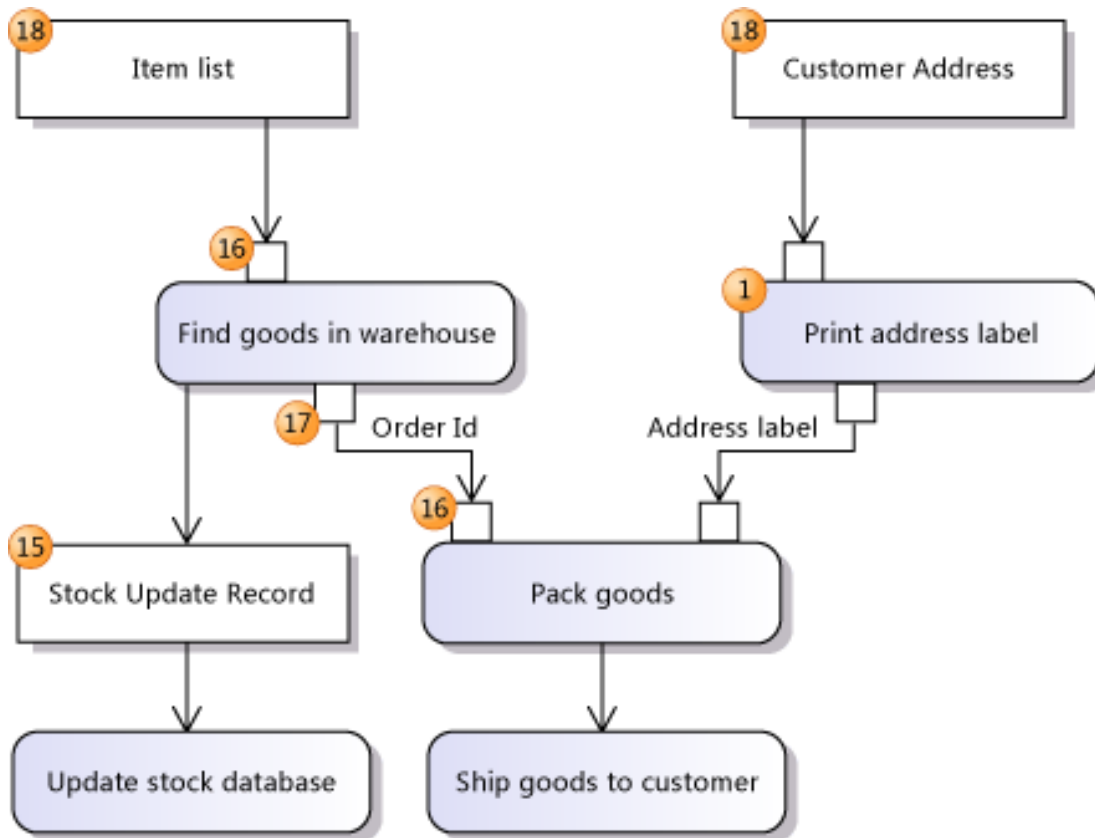 18
Item list
18
Customer Address
16
Find goods in warehouse
1
Print address label
17
Order Id
Address label
16
15
Stock Update Record
Pack goods
Update stock database
Ship goods to customer